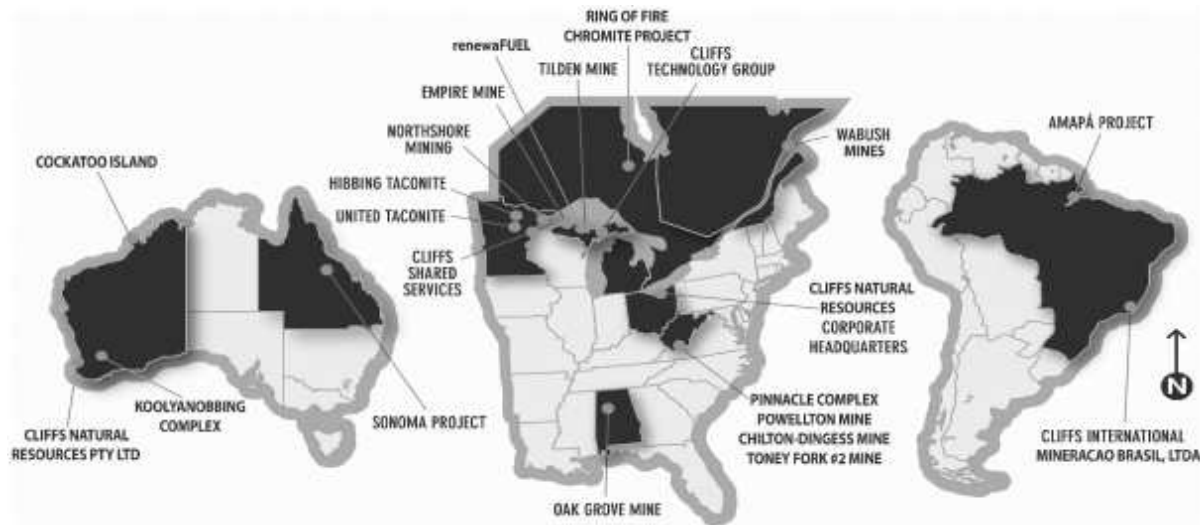 COCKATOO ISLAND
KOOLYANOBBING
COMPLEX
CLIFFS NATURAL
RESOURCES PTY LTD
SONOMA PROJECT
RING OF FIRE
CHROMITE PROJECT
renewaFUEL
TILDEN MINE
CLIFFS
TECHNOLOGY GROUP
EMPIRE MINE
NORTHSHORE
MINING
HIBBING TACONITE
UNITED TACONITE
CLIFFS
SHARED
SERVICES
WABUSH
MINES
CLIFFS NATURAL
RESOURCES
CORPORATE
HEADQUARTERS
PINNACLE COMPLEX
POWELLTON MINE
CHILTON-DINGESS MINE
TONEY FORK #2 MINE
OAK GROVE MINE
AMAPÁ PROJECT
CLIFFS INTERNATIONAL
MINERACAO BRASIL, LTDA
N